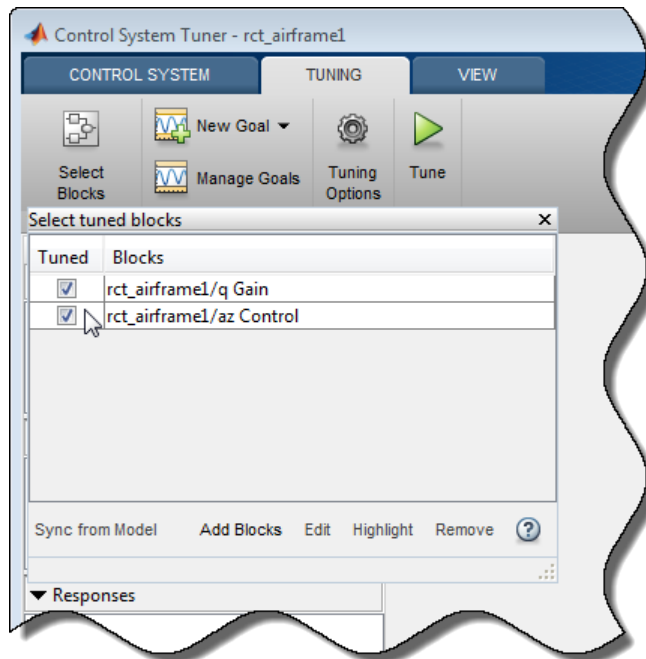 Control System Tuner - rct_airframe1
CONTROL SYSTEM TUNING VIEW
Select Blocks
New Goal
Manage Goals
Tuning Options
Tune
Select tuned blocks x
Tuned Blocks
rct_airframe1/q Gain
rct_airframe1/az Control
Sync from Model Add Blocks Edit Highlight Remove ?
Responses